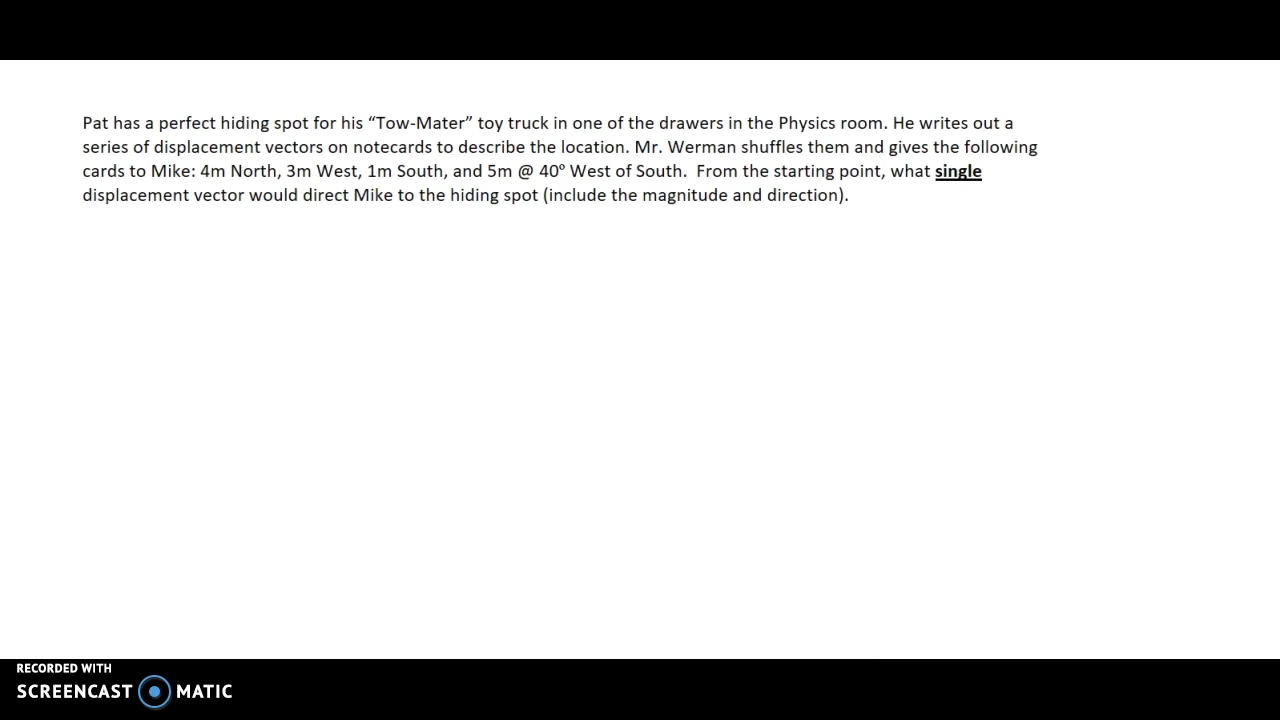 Pat has a perfect hiding spot for his “Tow-Mater” toy truck in one of the drawers in the Physics room. He writes out a
series of displacement vectors on notecards to describe the location. Mr. Werman shuffles them and gives the following
cards to Mike: 4m North, 3m West, 1m South, and 5m @ 40º West of South.  From the starting point, what single
displacement vector would direct Mike to the hiding spot (include the magnitude and direction).
RECORDED WITH
SCREENCAST MATIC